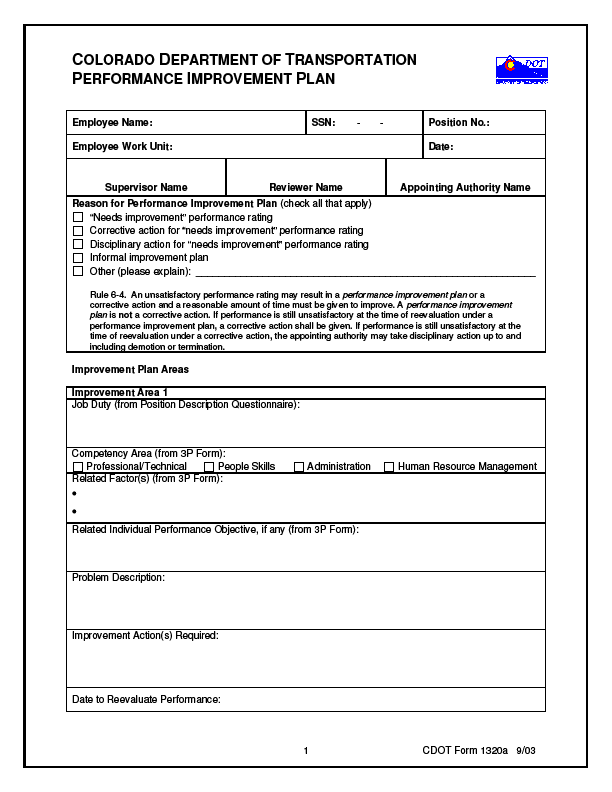 COLORADO DEPARTMENT OF TRANSPORTATION
PERFORMANCE IMPROVEMENT PLAN
DOT
Employee Name:
SSN: - -
Position No.:
Employee Work Unit:
Date:
Supervisor Name
Reviewer Name
Appointing Authority Name
Reason for Performance Improvement Plan (check all that apply)
"Needs improvement" performance rating
Corrective action for "needs improvement" performance rating
Disciplinary action for "needs improvement" performance rating
Informal improvement plan
Other (please explain):
Rule 6-4. An unsatisfactory performance rating may result in a performance improvement plan or a
corrective action and a reasonable amount of time must be given to improve. A performance improvement
plan is not a corrective action. If performance is still unsatisfactory at the time of reevaluation under a
performance improvement plan, a corrective action shall be given. If performance is still unsatisfactory at the
time of reevaluation under a corrective action, the appointing authority may take disciplinary action up to and
including demotion or termination.
Improvement Plan Areas
Improvement Area 1
Job Duty (from Position Description Questionnaire):
Competency Area (from 3P Form):
Professional/Technical People Skills Administration Human Resource Management
Related Factor(s) (from 3P Form):
•
•
Related Individual Performance Objective, if any (from 3P Form):
Problem Description:
Improvement Action(s) Required:
Date to Reevaluate Performance:
1
CDOT Form 1320a 9/03